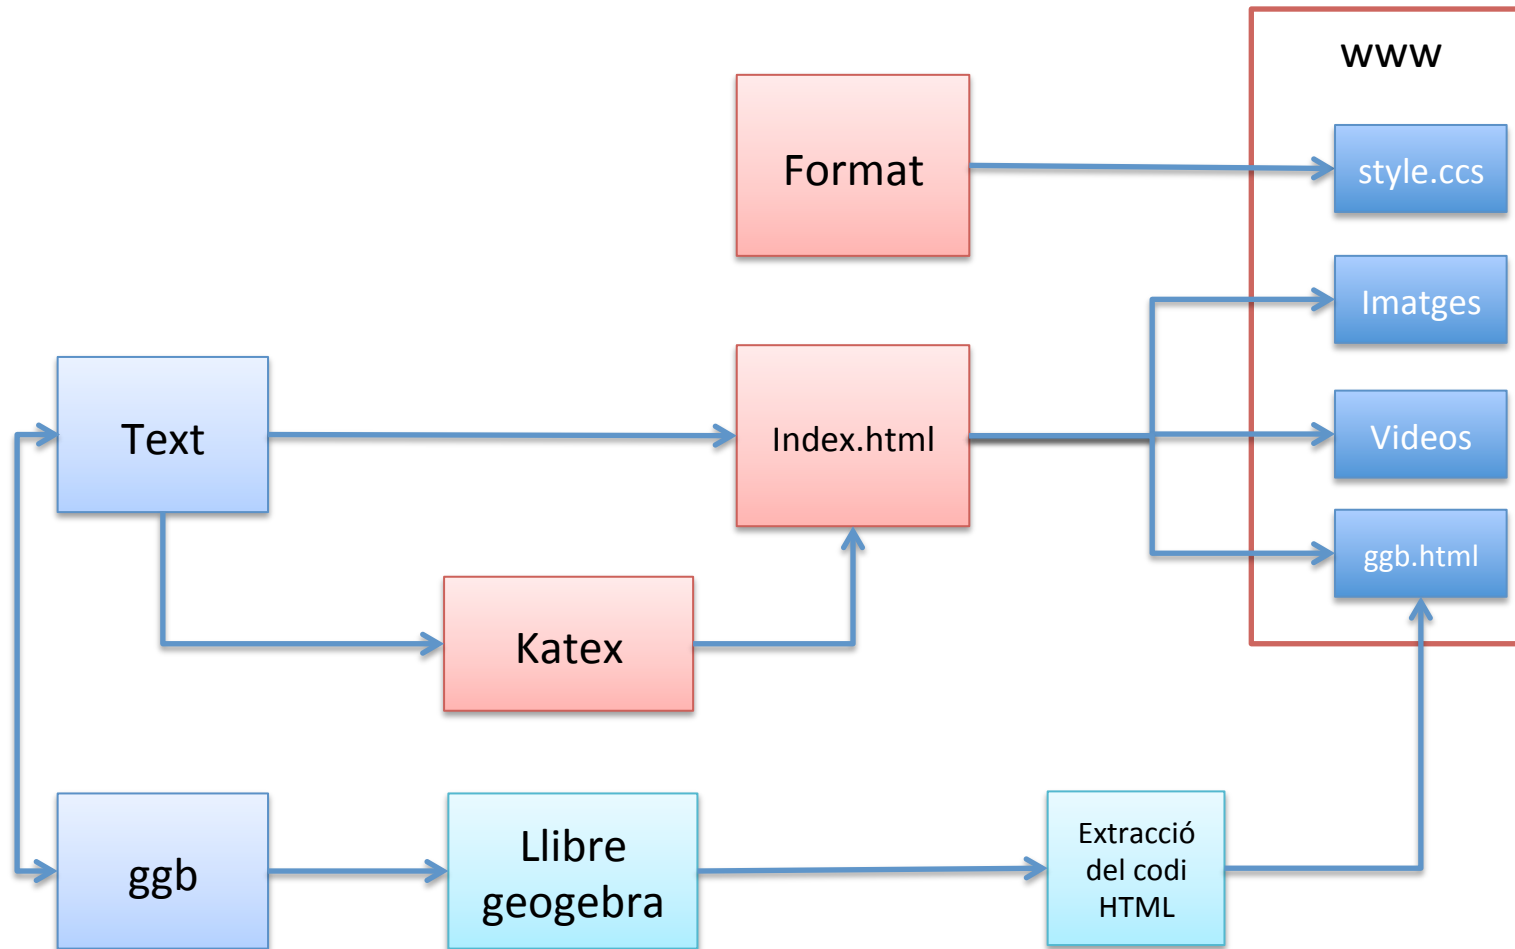 www
Format
style.ccs
Imatges
Text
Index.html
Videos
ggb.html
Katex
ggb
Llibre
geogebra
Extracció
del codi
HTML